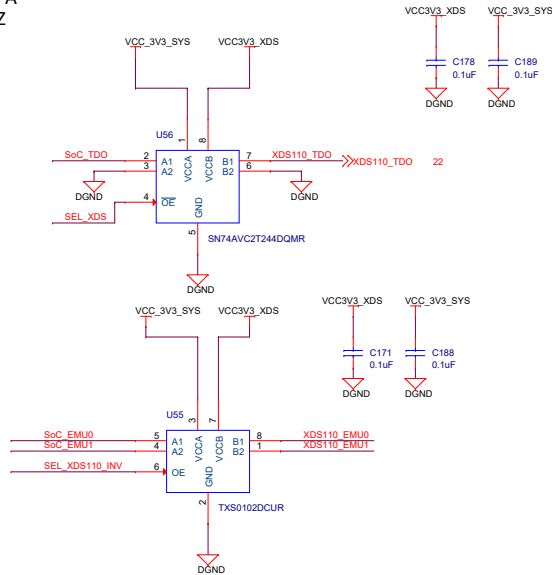 A
Z
VCC3V3_XDS VCC_3V3_SYS
C178 C189
0.1uF 0.1uF
DGND DGND
VCC_3V3_SYS VCC3V3_XDS
U56
1 8
SoC_TDO 2 A1 VCCA VCCB B1 7 XDS110_TDO XDS110_TDO 22
3 A2 B2 6
DGND DGND
4 OE
SEL_XDS
GND
5 SN74AVC2T244DQMR
DGND
VCC3V3_XDS VCC_3V3_SYS
C171 C188
0.1uF 0.1uF
DGND DGND
VCC_3V3_SYS VCC3V3_XDS
U55
3 7
SoC_EMU0 5 A1 VCCA VCCB B1 8 XDS110_EMU0
SoC_EMU1 4 A2 B2 1 XDS110_EMU1
SEL_XDS110_INV 6 OE
GND
2 TXS0102DCUR
DGND